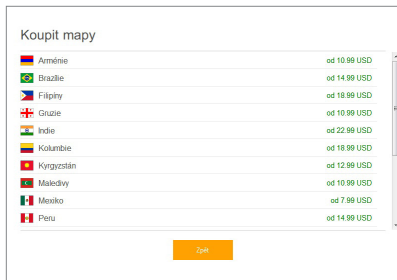 Koupit mapy
Arménie od 10.99 USD
Brazílie od 14.99 USD
Filipíny od 18.99 USD
Gruzie od 10.99 USD
Indie od 22.99 USD
Kolumbie od 18.99 USD
Kyrgyzstán od 12.99 USD
Maledivy od 10.99 USD
Mexiko od 7.99 USD
Peru od 14.99 USD
Zpět